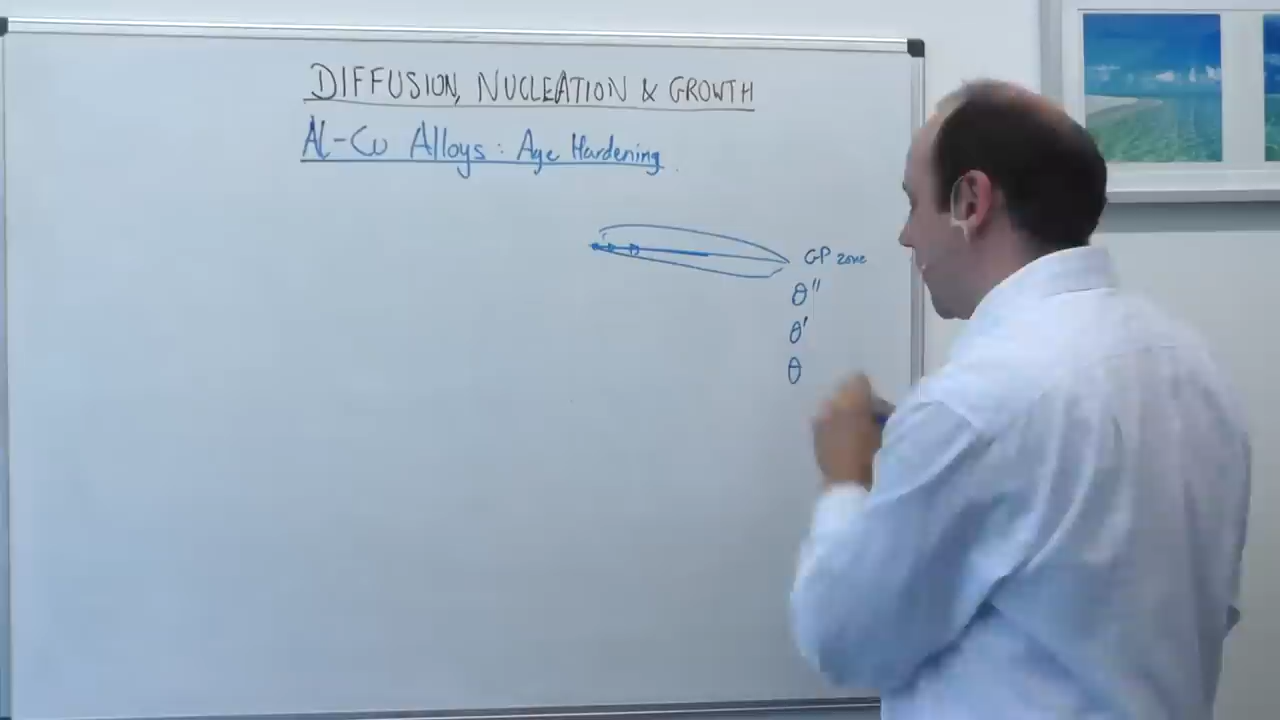 DIFFUSION, NUCLEATION & GROWTH
Al-Cu Alloys : Age Hardening
GP zone
θ''
θ'
θ